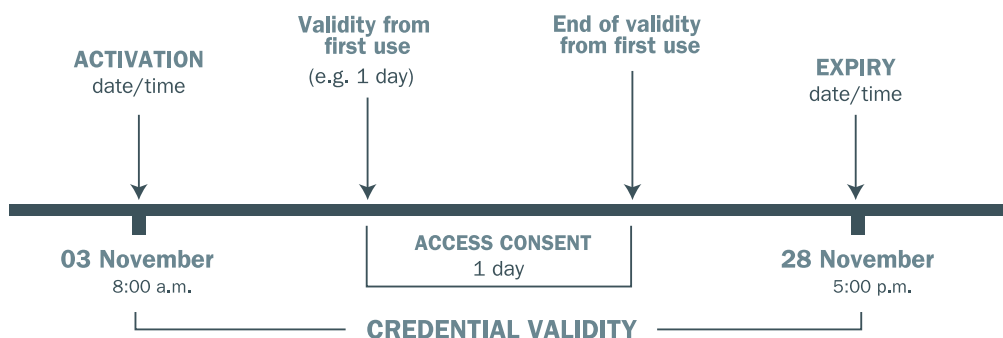 ACTIVATION
date/time
Validity from
first use
(e.g. 1 day)
End of validity
from first use
EXPIRY
date/time
ACCESS CONSENT
1 day
03 November
8:00 a.m.
28 November
5:00 p.m.
CREDENTIAL VALIDITY